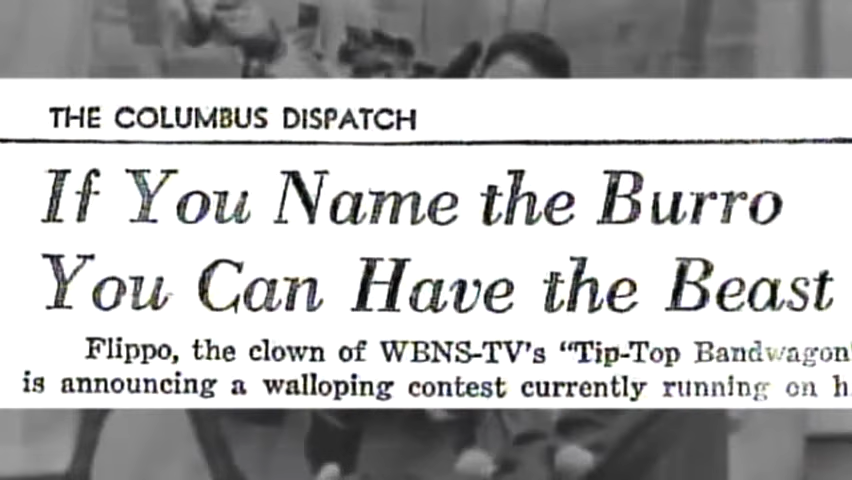 THE COLUMBUS DISPATCH
If You Name the Burro
You Can Have the Beast
Flippo, the clown of WBNS-TV's "Tip-Top Bandwagon"
is announcing a walloping contest currently running on h